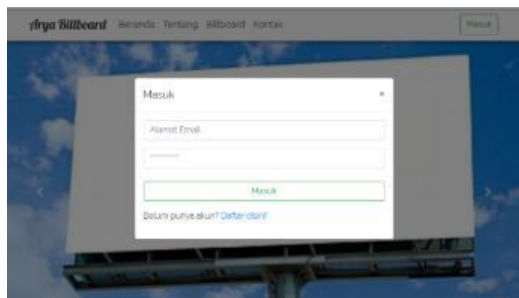 Arya Billboard Beranda Tentang Billboard Kontak Masuk
Masuk ×
Alamat Email
Masuk
Belum punya akun? Daftar disini!